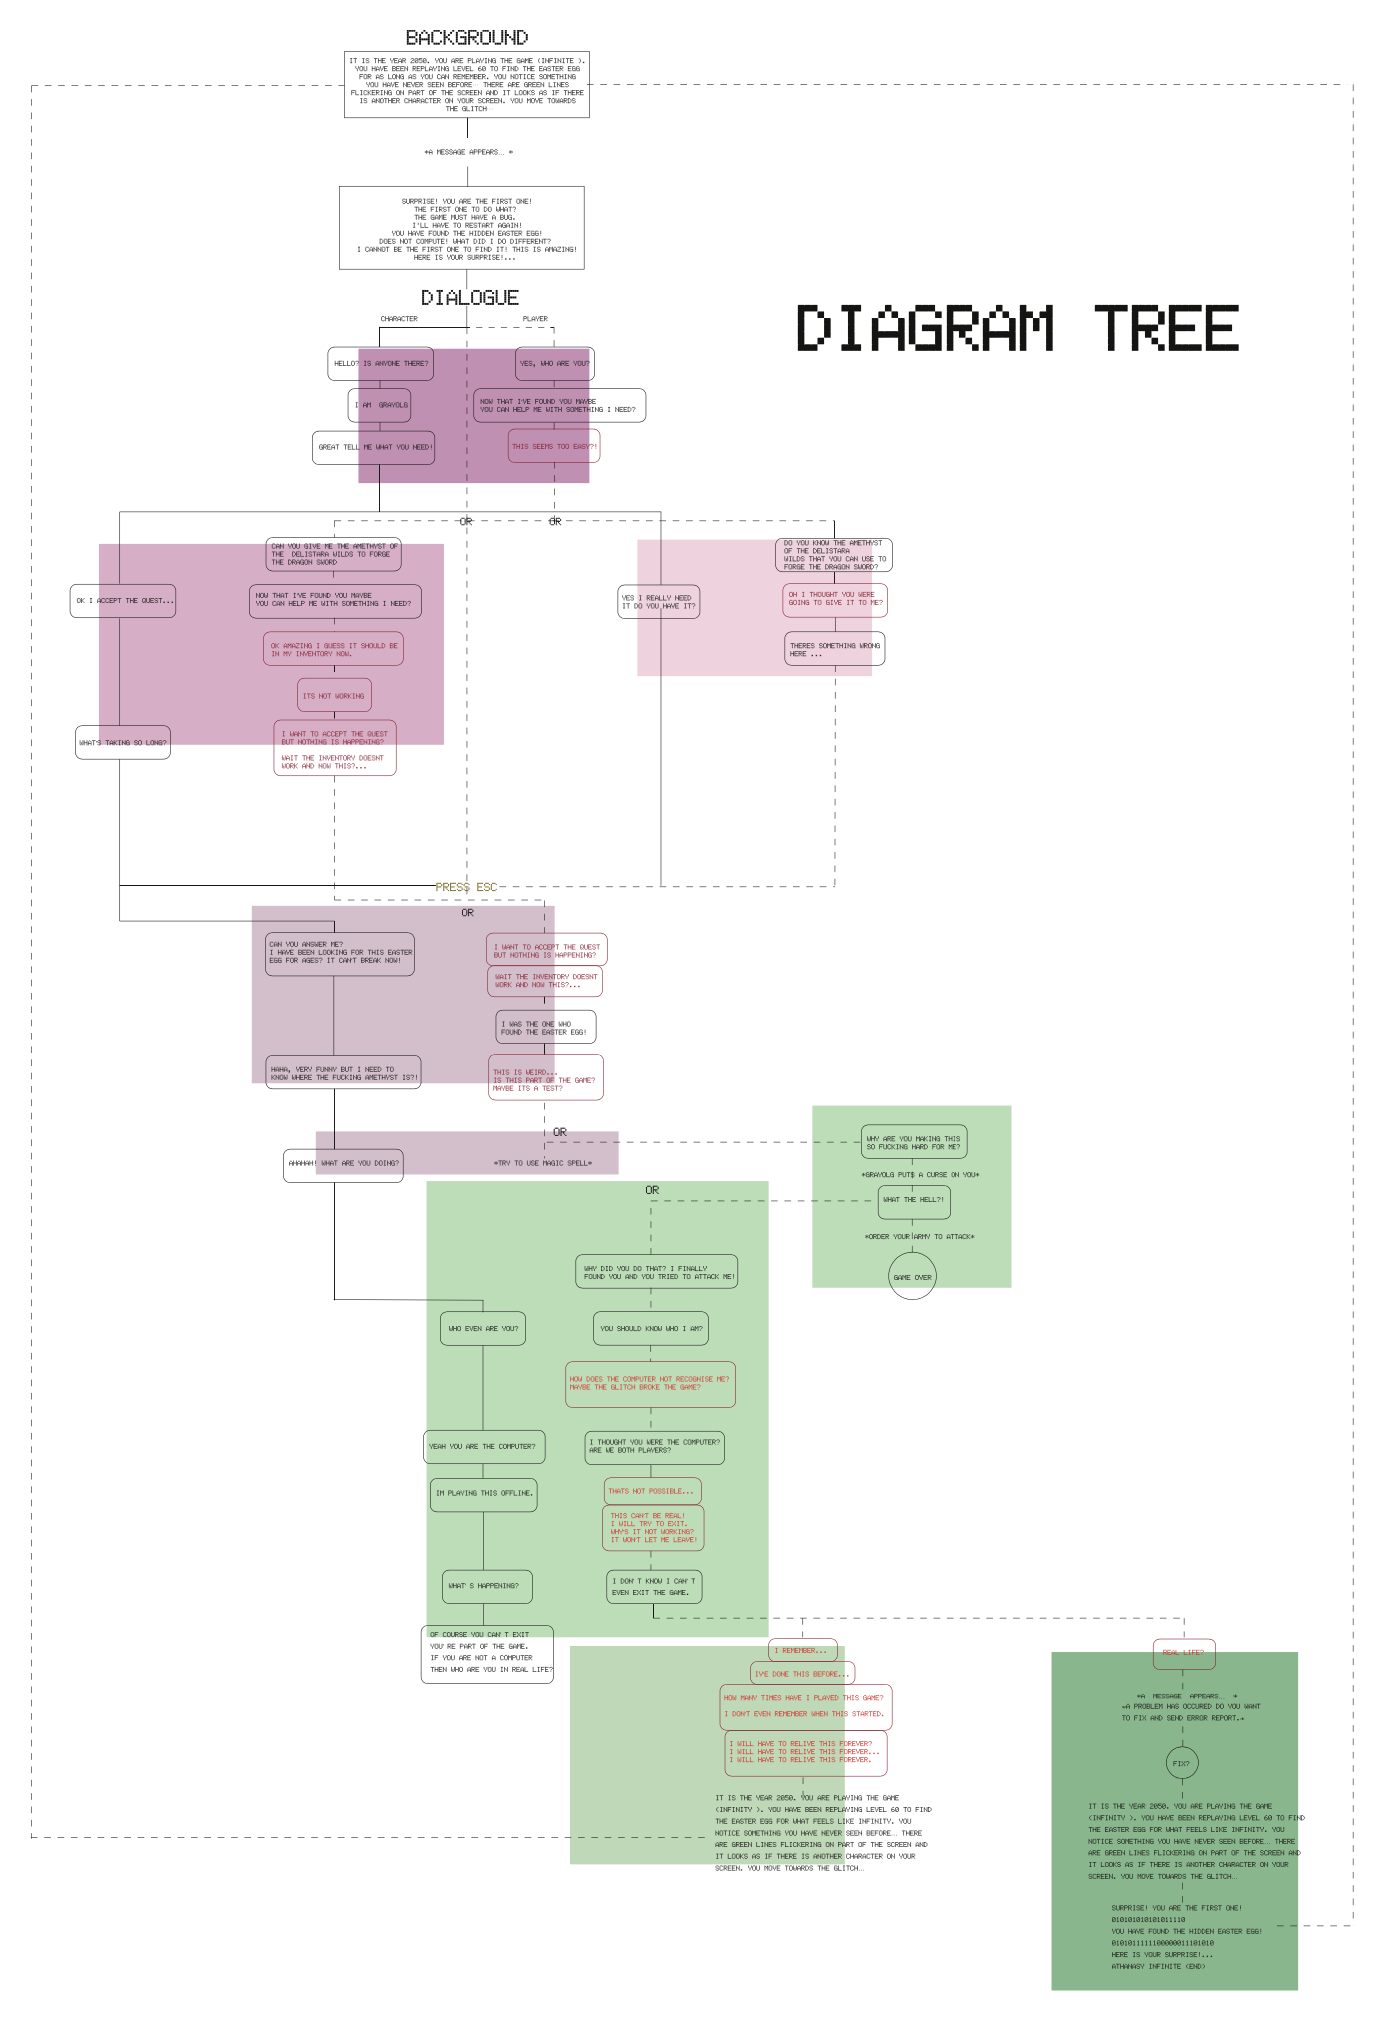 BACKGROUND
IT IS THE YEAR 2050. YOU ARE PLAYING THE GAME (INFINITE ).
YOU HAVE BEEN REPLAYING LEVEL 60 TO FIND THE EASTER EGG
FOR AS LONG AS YOU CAN REMEMBER. YOU NOTICE SOMETHING
YOU HAVE NEVER SEEN BEFORE… THERE ARE GREEN LINES
FLICKERING ON PART OF THE SCREEN AND IT LOOKS AS IF THERE
IS ANOTHER CHARACTER ON YOUR SCREEN. YOU MOVE TOWARDS
THE GLITCH…
*A MESSAGE APPEARS… *
SURPRISE! YOU ARE THE FIRST ONE!
THE FIRST ONE TO DO WHAT?
THE GAME MUST HAVE A BUG.
I'LL HAVE TO RESTART AGAIN!
YOU HAVE FOUND THE HIDDEN EASTER EGG!
DOES NOT COMPUTE! WHAT DID I DO DIFFERENT?
I CANNOT BE THE FIRST ONE TO FIND IT! THIS IS AMAZING!
HERE IS YOUR SURPRISE!...
DIALOGUE
DIAGRAM TREE
CHARACTER
PLAYER
HELLO? IS ANYONE THERE?
YES, WHO ARE YOU?
I AM GRAYOLG
NOW THAT I'VE FOUND YOU MAYBE
YOU CAN HELP ME WITH SOMETHING I NEED?
GREAT TELL ME WHAT YOU NEED!
THIS SEEMS TOO EASY?!
OR
OR
CAN YOU GIVE ME THE AMETHYST OF
THE DELISTARA WILDS TO FORGE
THE DRAGON SWORD
DO YOU KNOW THE AMETHYST
OF THE DELISTARA
WILDS THAT YOU CAN USE TO
FORGE THE DRAGON SWORD?
OK I ACCEPT THE QUEST...
NOW THAT I'VE FOUND YOU MAYBE
YOU CAN HELP ME WITH SOMETHING I NEED?
YES I REALLY NEED
IT DO YOU HAVE IT?
OH I THOUGHT YOU WERE
GOING TO GIVE IT TO ME?
OK AMAZING I GUESS IT SHOULD BE
IN MY INVENTORY NOW.
THERES SOMETHING WRONG
HERE ...
ITS NOT WORKING
WHAT'S TAKING SO LONG?
I WANT TO ACCEPT THE QUEST
BUT NOTHING IS HAPPENING?
WAIT THE INVENTORY DOESNT
WORK AND NOW THIS?...
PRESS ESC
OR
CAN YOU ANSWER ME?
I HAVE BEEN LOOKING FOR THIS EASTER
EGG FOR AGES? IT CAN'T BREAK NOW!
I WANT TO ACCEPT THE QUEST
BUT NOTHING IS HAPPENING?
WAIT THE INVENTORY DOESNT
WORK AND NOW THIS?...
I WAS THE ONE WHO
FOUND THE EASTER EGG!
HAHA, VERY FUNNY BUT I NEED TO
KNOW WHERE THE FUCKING AMETHYST IS?!
THIS IS WEIRD...
IS THIS PART OF THE GAME?
MAYBE ITS A TEST?
OR
WHY ARE YOU MAKING THIS
SO FUCKING HARD FOR ME?
AHAHAH! WHAT ARE YOU DOING?
*TRY TO USE MAGIC SPELL*
*GRAYOLG PUTS A CURSE ON YOU*
OR
WHAT THE HELL?!
*ORDER YOUR ARMY TO ATTACK*
GAME OVER
WHY DID YOU DO THAT? I FINALLY
FOUND YOU AND YOU TRIED TO ATTACK ME!
WHO EVEN ARE YOU?
YOU SHOULD KNOW WHO I AM?
HOW DOES THE COMPUTER NOT RECOGNISE ME?
MAYBE THE GLITCH BROKE THE GAME?
YEAH YOU ARE THE COMPUTER?
I THOUGHT YOU WERE THE COMPUTER?
ARE WE BOTH PLAYERS?
IM PLAYING THIS OFFLINE.
THATS NOT POSSIBLE...
THIS CAN'T BE REAL!
I WILL TRY TO EXIT.
WHY'S IT NOT WORKING?
IT WON'T LET ME LEAVE!
WHAT'S HAPPENING?
I DON'T KNOW I CAN'T
EVEN EXIT THE GAME.
OF COURSE YOU CAN'T EXIT
YOU'RE PART OF THE GAME.
IF YOU ARE NOT A COMPUTER
THEN WHO ARE YOU IN REAL LIFE?
I REMEMBER...
REAL LIFE?
IVE DONE THIS BEFORE...
HOW MANY TIMES HAVE I PLAYED THIS GAME?
I DON'T EVEN REMEMBER WHEN THIS STARTED.
I WILL HAVE TO RELIVE THIS FOREVER?
I WILL HAVE TO RELIVE THIS FOREVER...
I WILL HAVE TO RELIVE THIS FOREVER.
IT IS THE YEAR 2050. YOU ARE PLAYING THE GAME
(INFINITY ). YOU HAVE BEEN REPLAYING LEVEL 60 TO FIND
THE EASTER EGG FOR WHAT FEELS LIKE INFINITY. YOU
NOTICE SOMETHING YOU HAVE NEVER SEEN BEFORE… THERE
ARE GREEN LINES FLICKERING ON PART OF THE SCREEN AND
IT LOOKS AS IF THERE IS ANOTHER CHARACTER ON YOUR
SCREEN. YOU MOVE TOWARDS THE GLITCH…
*A MESSAGE APPEARS… *
*A PROBLEM HAS OCCURED DO YOU WANT
TO FIX AND SEND ERROR REPORT.*
FIX?
IT IS THE YEAR 2050. YOU ARE PLAYING THE GAME
(INFINITY ). YOU HAVE BEEN REPLAYING LEVEL 60 TO FIND
THE EASTER EGG FOR WHAT FEELS LIKE INFINITY. YOU
NOTICE SOMETHING YOU HAVE NEVER SEEN BEFORE… THERE
ARE GREEN LINES FLICKERING ON PART OF THE SCREEN AND
IT LOOKS AS IF THERE IS ANOTHER CHARACTER ON YOUR
SCREEN. YOU MOVE TOWARDS THE GLITCH…
SURPRISE! YOU ARE THE FIRST ONE!
010101010101011110
YOU HAVE FOUND THE HIDDEN EASTER EGG!
0101011111100000011101010
HERE IS YOUR SURPRISE!...
ATHANASY INFINITE (END)